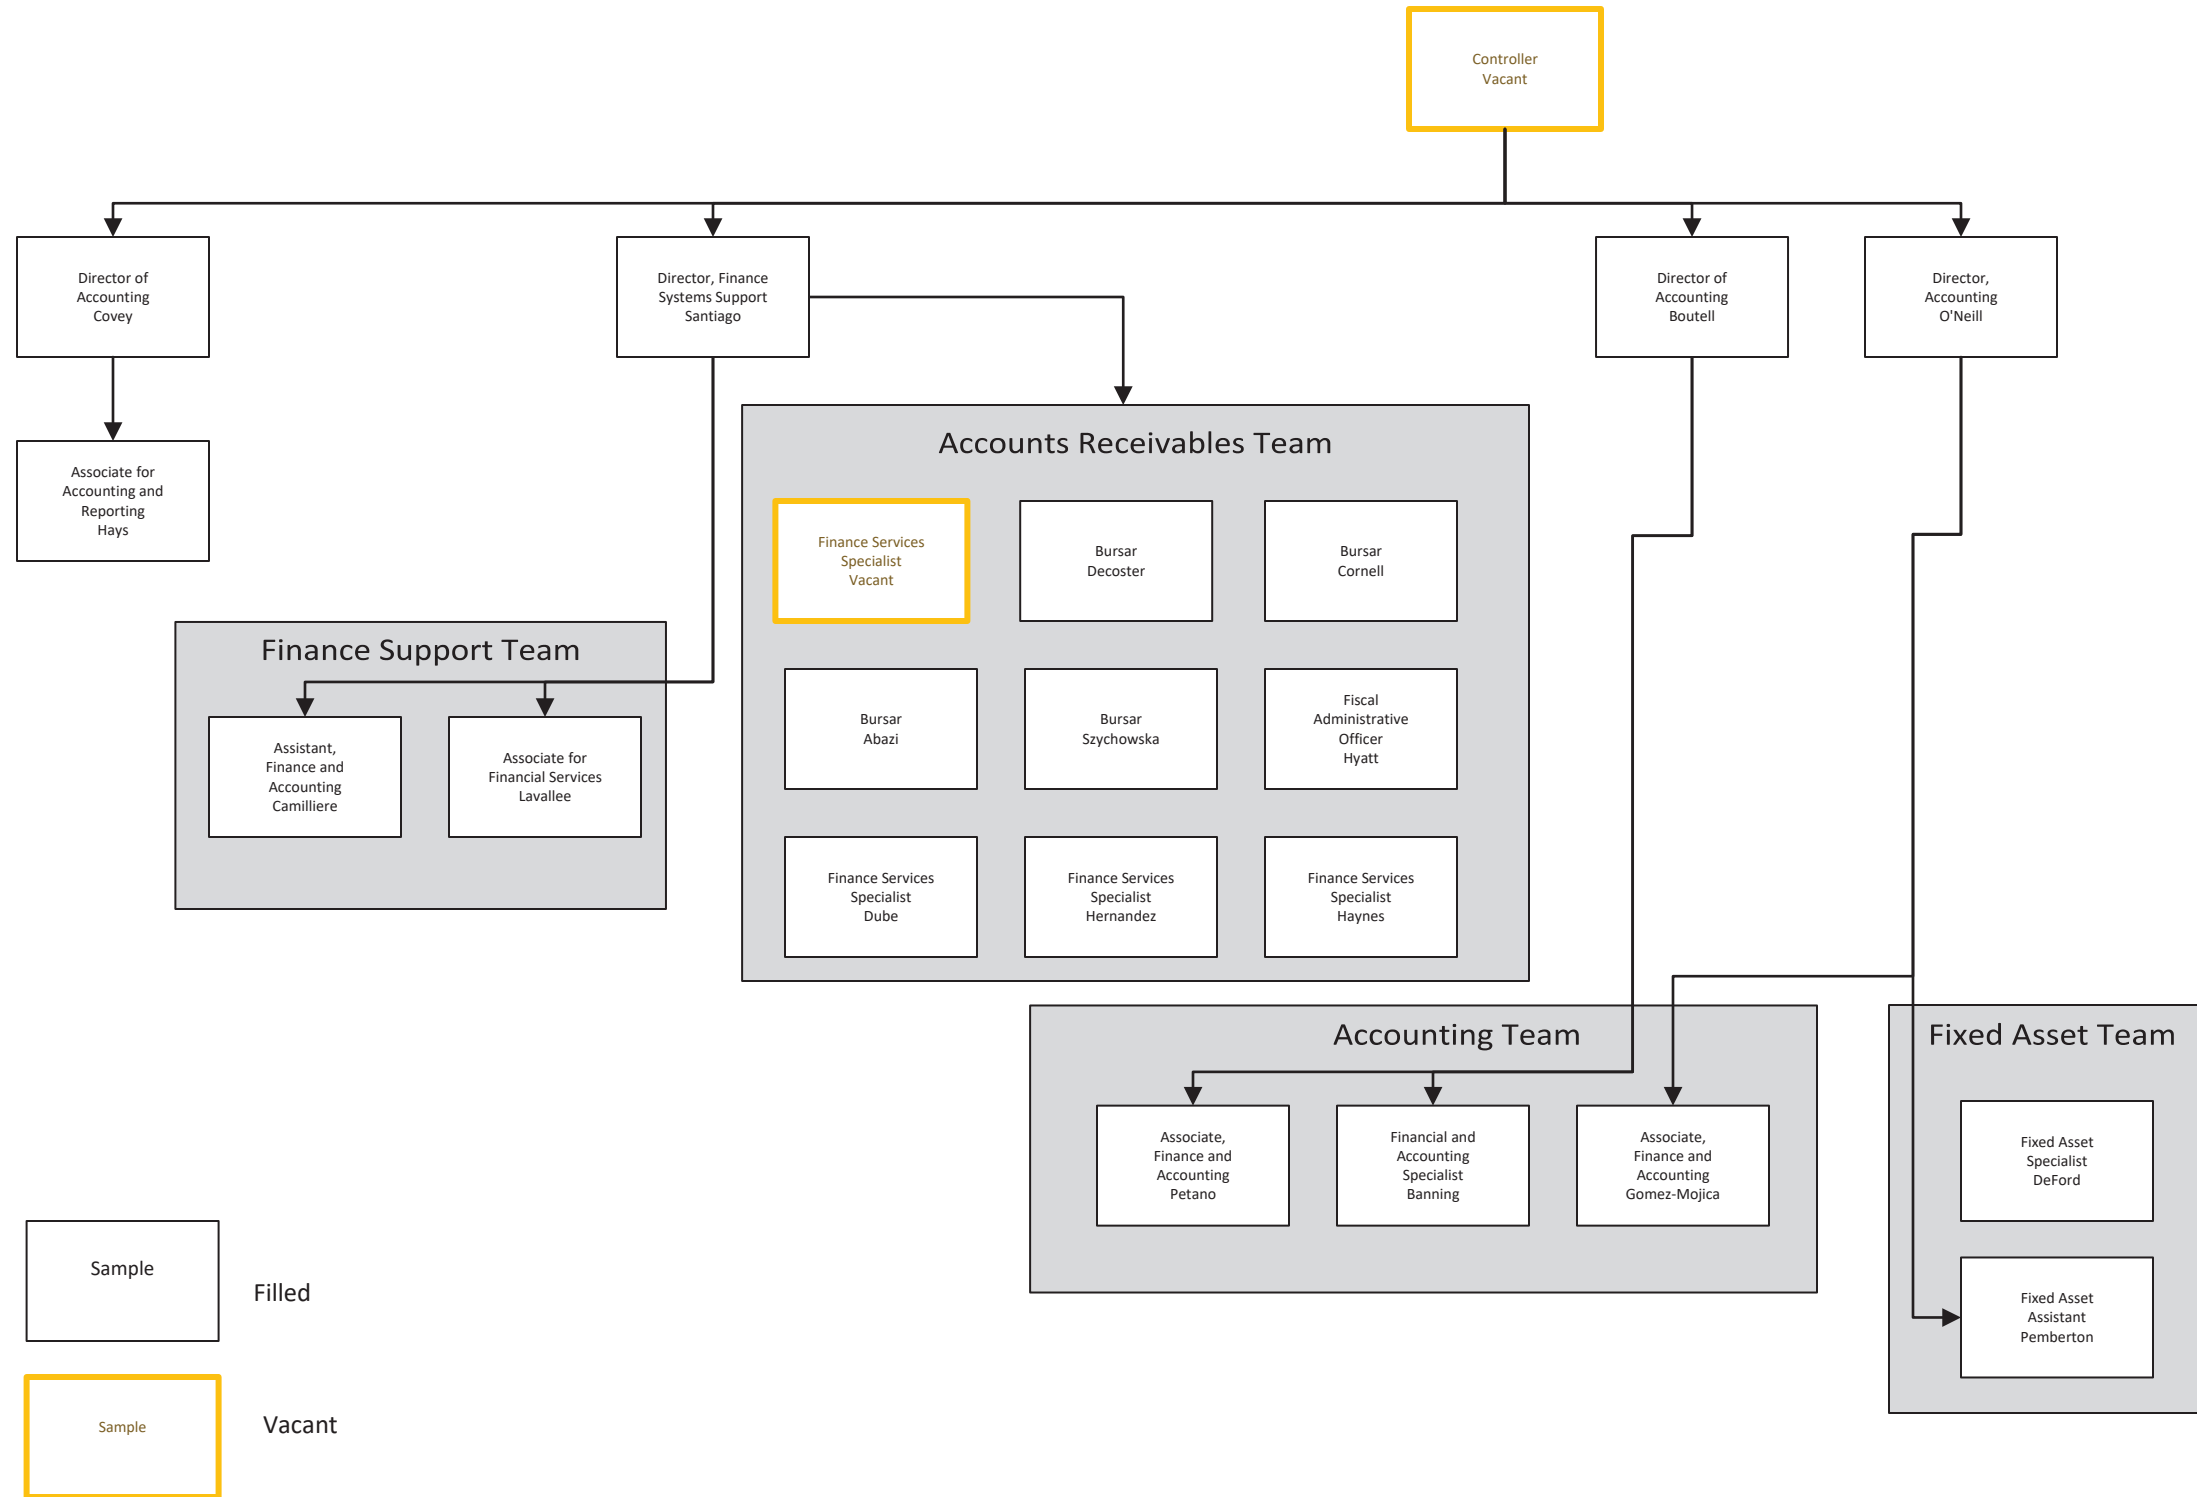 Controller
Vacant
Director of
Accounting
Covey
Director, Finance
Systems Support
Santiago
Director of
Accounting
Boutell
Director,
Accounting
O'Neill
Associate for
Accounting and
Reporting
Hays
Accounts Receivables Team
Finance Services
Specialist
Vacant
Bursar
Decoster
Bursar
Cornell
Bursar
Abazi
Bursar
Szychowska
Fiscal
Administrative
Officer
Hyatt
Finance Services
Specialist
Dube
Finance Services
Specialist
Hernandez
Finance Services
Specialist
Haynes
Finance Support Team
Assistant,
Finance and
Accounting
Camilliere
Associate for
Financial Services
Lavallee
Accounting Team
Associate,
Finance and
Accounting
Petano
Financial and
Accounting
Specialist
Banning
Associate,
Finance and
Accounting
Gomez-Mojica
Fixed Asset Team
Fixed Asset
Specialist
DeFord
Fixed Asset
Assistant
Pemberton
Sample
Filled
Sample
Vacant